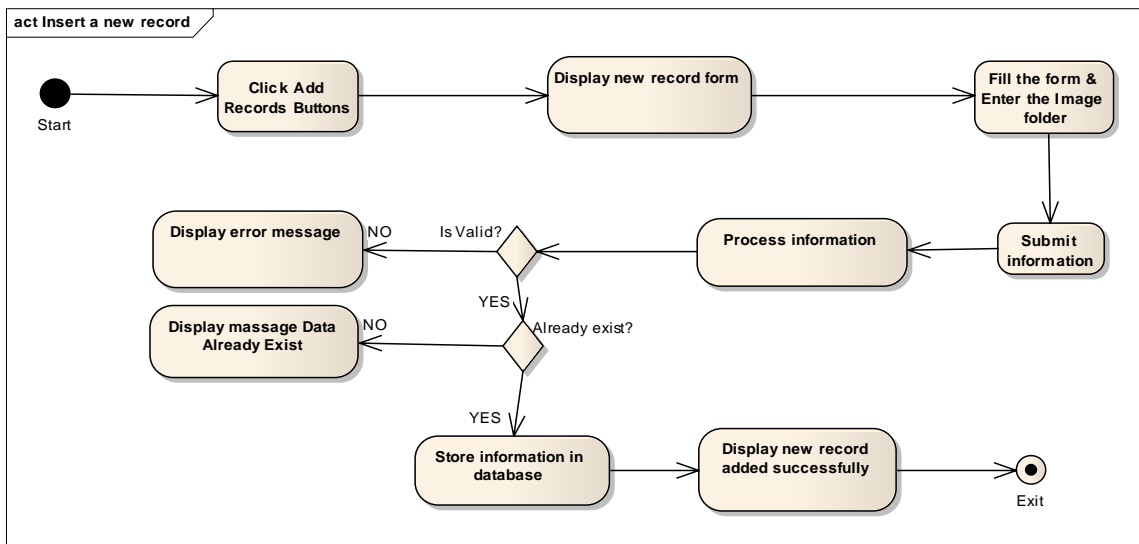 act Insert a new record
Start
Click Add
Records Buttons
Display new record form
Fill the form &
Enter the Image
folder
Submit
information
Process information
Is Valid?
NO
Display error message
YES
Already exist?
NO
Display massage Data
Already Exist
YES
Store information in
database
Display new record
added successfully
Exit